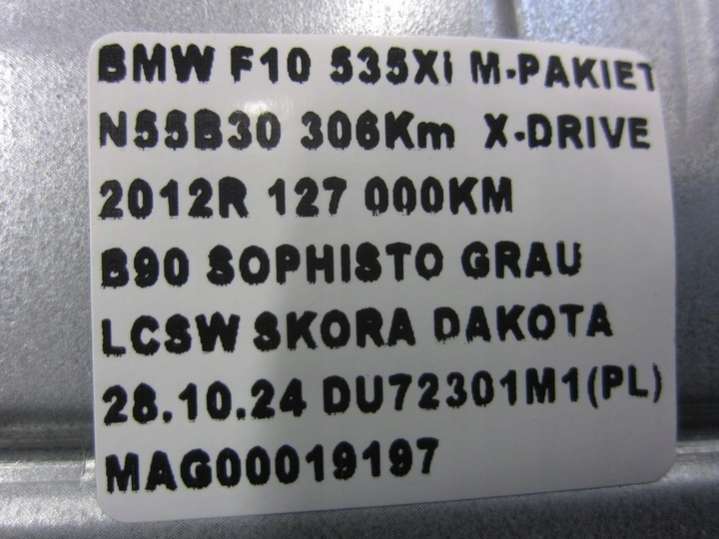 BMW F10 535Xi M-PAKIET
N55B30 306Km X-DRIVE
2012R 127 000KM
B90 SOPHISTO GRAU
LCSW SKORA DAKOTA
28.10.24 DU72301M1(PL)
MAG00019197